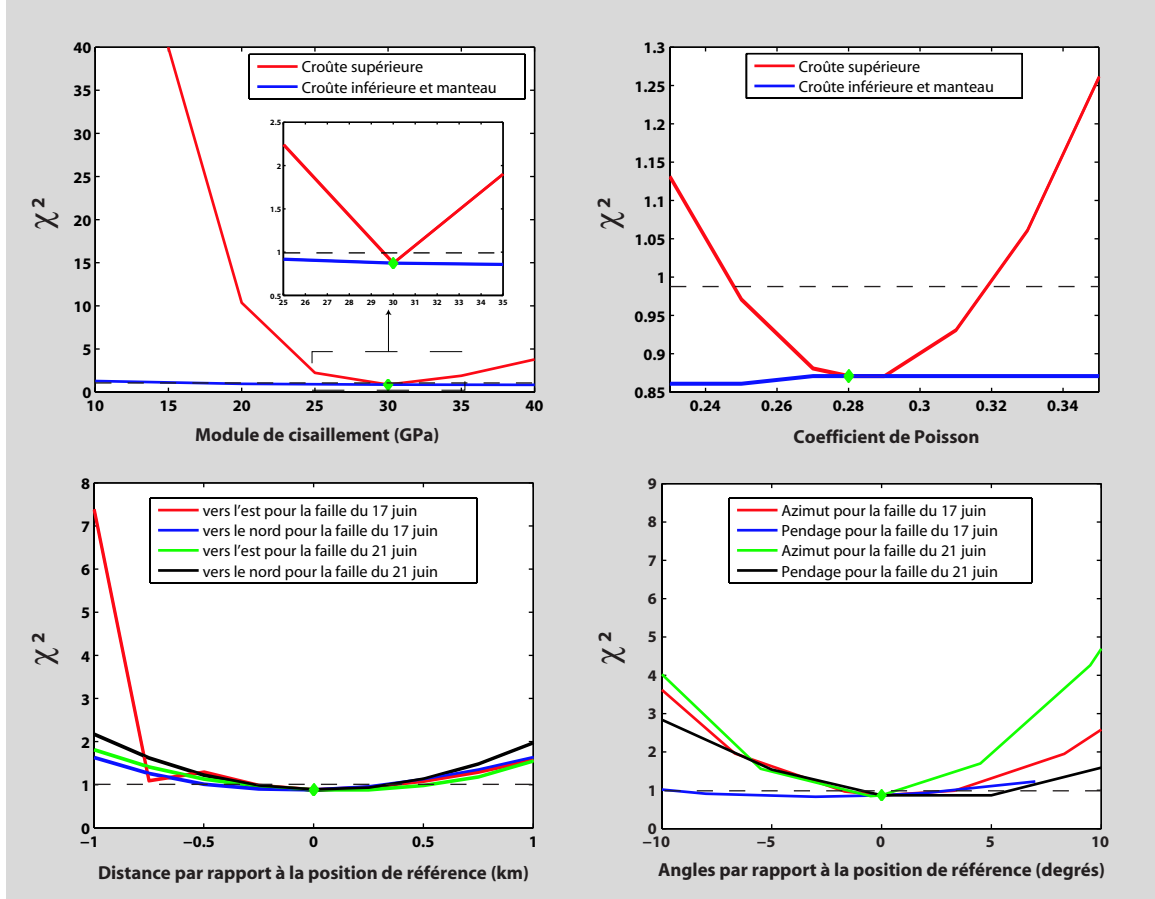 40
35
30
25
20
15
10
5
0
χ²
10 15 20 25 30 35 40
Module de cisaillement (GPa)
Croûte supérieure
Croûte inférieure et manteau
2.5
2
1.5
1
0.5
25 26 27 28 29 30 31 32 33 34 35
1.3
1.25
1.2
1.15
1.1
1.05
1
0.95
0.9
0.85
χ²
0.24 0.26 0.28 0.3 0.32 0.34
Coefficient de Poisson
Croûte supérieure
Croûte inférieure et manteau
8
7
6
5
4
3
2
1
0
χ²
−1 −0.5 0 0.5 1
Distance par rapport à la position de référence (km)
vers l'est pour la faille du 17 juin
vers le nord pour la faille du 17 juin
vers l'est pour la faille du 21 juin
vers le nord pour la faille du 21 juin
9
8
7
6
5
4
3
2
1
0
χ²
−10 −5 0 5 10
Angles par rapport à la position de référence (degrés)
Azimut pour la faille du 17 juin
Pendage pour la faille du 17 juin
Azimut pour la faille du 21 juin
Pendage pour la faille du 21 juin